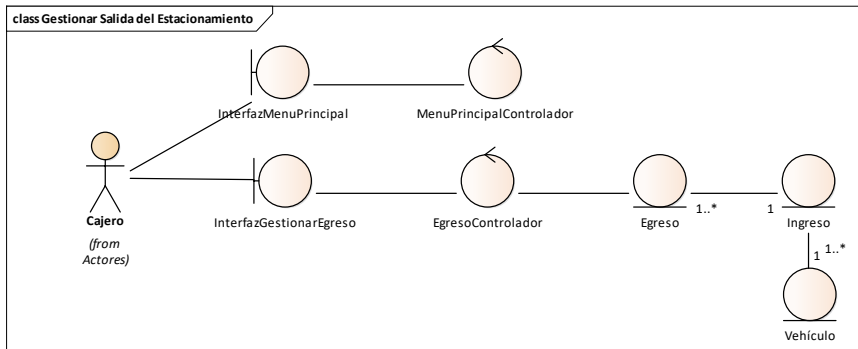 class Gestionar Salida del Estacionamiento
InterfazMenuPrincipal
MenuPrincipalControlador
Cajero
(from
Actores)
InterfazGestionarEgreso
EgresoControlador
Egreso
1..*
1
Ingreso
1..*
1
Vehículo